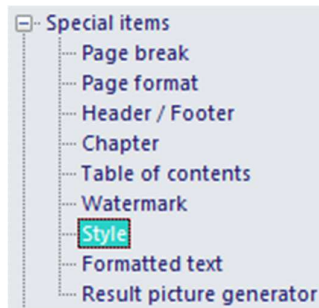 Special items
Page break
Page format
Header / Footer
Chapter
Table of contents
Watermark
Style
Formatted text
Result picture generator